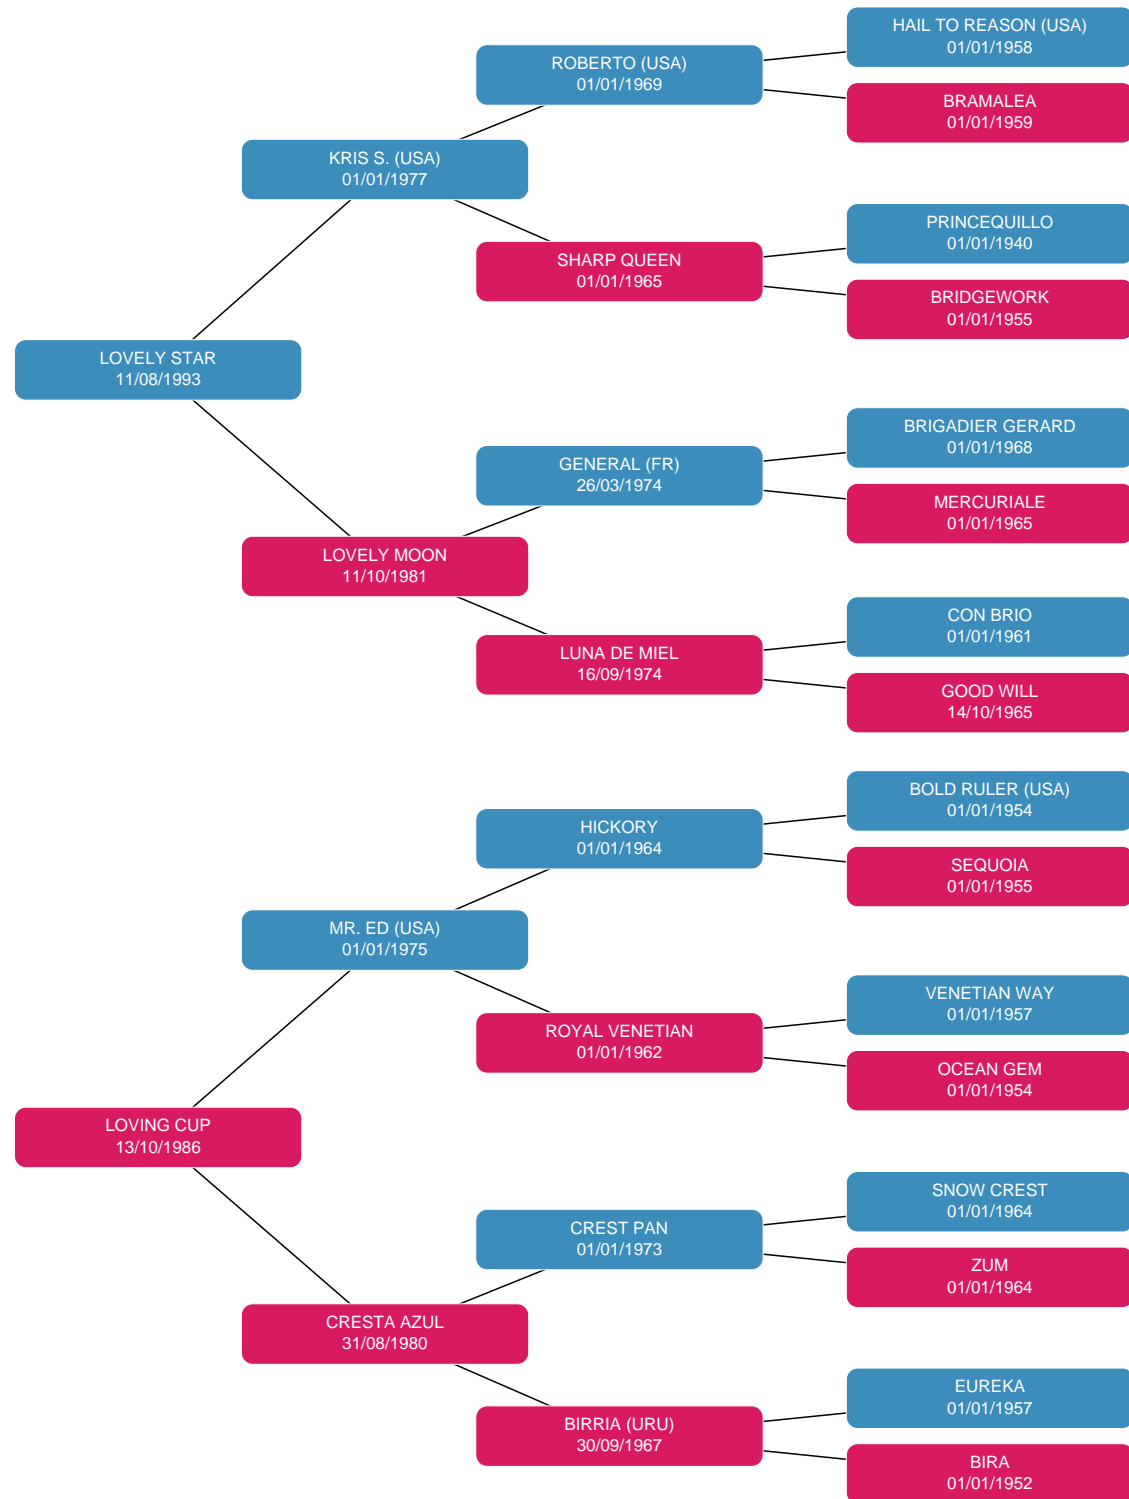 HAIL TO REASON (USA)
01/01/1958
ROBERTO (USA)
01/01/1969
BRAMALEA
01/01/1959
KRIS S. (USA)
01/01/1977
PRINCEQUILLO
01/01/1940
SHARP QUEEN
01/01/1965
BRIDGEWORK
01/01/1955
LOVELY STAR
11/08/1993
BRIGADIER GERARD
01/01/1968
GENERAL (FR)
26/03/1974
MERCURIALE
01/01/1965
LOVELY MOON
11/10/1981
CON BRIO
01/01/1961
LUNA DE MIEL
16/09/1974
GOOD WILL
14/10/1965
BOLD RULER (USA)
01/01/1954
HICKORY
01/01/1964
SEQUOIA
01/01/1955
MR. ED (USA)
01/01/1975
VENETIAN WAY
01/01/1957
ROYAL VENETIAN
01/01/1962
OCEAN GEM
01/01/1954
LOVING CUP
13/10/1986
SNOW CREST
01/01/1964
CREST PAN
01/01/1973
ZUM
01/01/1964
CRESTA AZUL
31/08/1980
EUREKA
01/01/1957
BIRRIA (URU)
30/09/1967
BIRA
01/01/1952